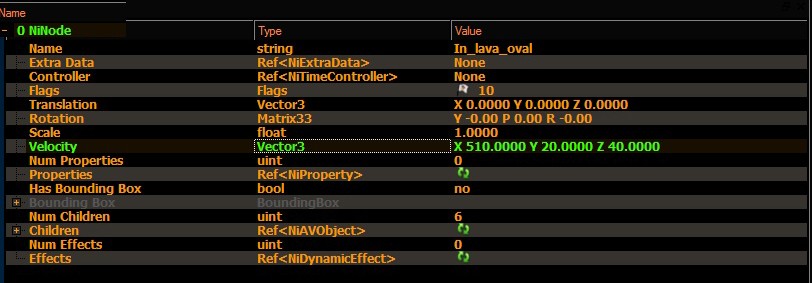 Name
0 NiNode Type Value
Name string In_lava_oval
Extra Data Ref<NiExtraData> None
Controller Ref<NiTimeController> None
Flags Flags 10
Translation Vector3 X 0.0000 Y 0.0000 Z 0.0000
Rotation Matrix33 Y -0.00 P 0.00 R -0.00
Scale float 1.0000
Velocity Vector3 X 510.0000 Y 20.0000 Z 40.0000
Num Properties uint 0
Properties Ref<NiProperty>
Has Bounding Box bool no
Bounding Box BoundingBox
Num Children uint 6
Children Ref<NiAVObject>
Num Effects uint 0
Effects Ref<NiDynamicEffect>